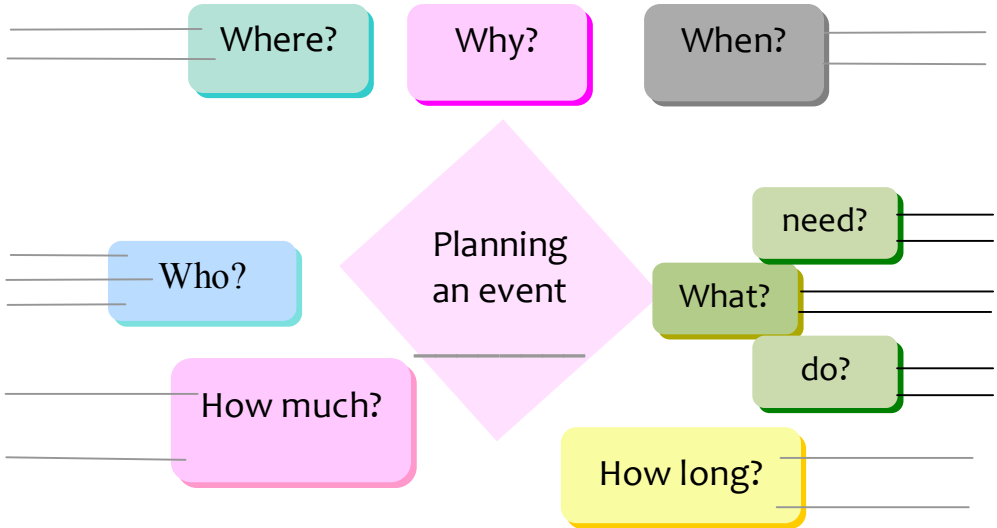 Where?
Why?
When?
need?
Planning
an event
Who?
What?
do?
How much?
How long?